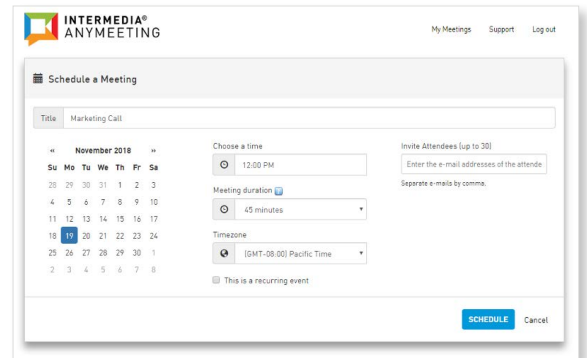 INTERMEDIA®
ANYMEETING
My Meetings Support Log out
Schedule a Meeting
Title Marketing Call
« November 2018 »
Su Mo Tu We Th Fr Sa
28 29 30 31 1 2 3
4 5 6 7 8 9 10
11 12 13 14 15 16 17
18 19 20 21 22 23 24
25 26 27 28 29 30 1
2 3 4 5 6 7 8
Choose a time
12:00 PM
Meeting duration ?
45 minutes
Timezone
(GMT-08:00) Pacific Time
This is a recurring event
Invite Attendees (up to 30)
Enter the e-mail addresses of the attende
Separate e-mails by comma.
SCHEDULE Cancel